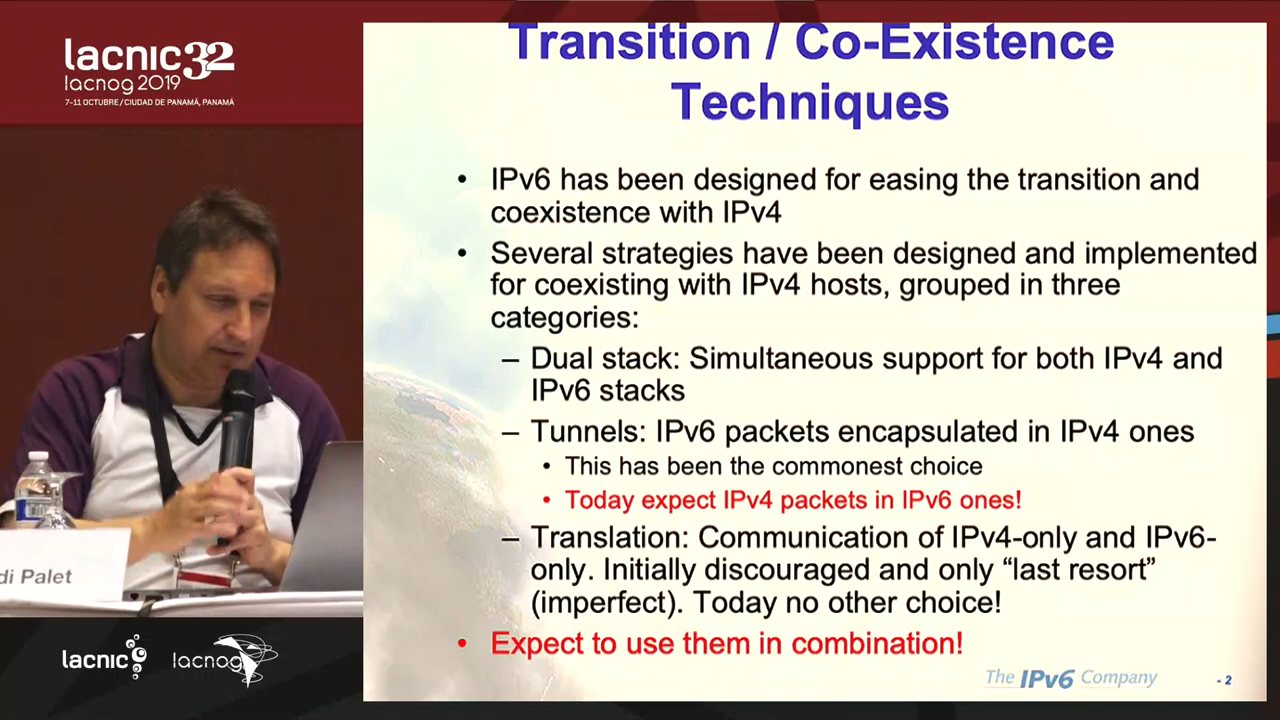 lacnic32
lacnog 2019
7-11 OCTUBRE / CIUDAD DE PANAMÁ, PANAMÁ
Transition / Co-Existence
Techniques
• IPv6 has been designed for easing the transition and
coexistence with IPv4
• Several strategies have been designed and implemented
for coexisting with IPv4 hosts, grouped in three
categories:
– Dual stack: Simultaneous support for both IPv4 and
IPv6 stacks
– Tunnels: IPv6 packets encapsulated in IPv4 ones
• This has been the commonest choice
• Today expect IPv4 packets in IPv6 ones!
– Translation: Communication of IPv4-only and IPv6-
only. Initially discouraged and only “last resort”
(imperfect). Today no other choice!
• Expect to use them in combination!
The IPv6 Company
- 2
di Palet
lacnic
lacnog